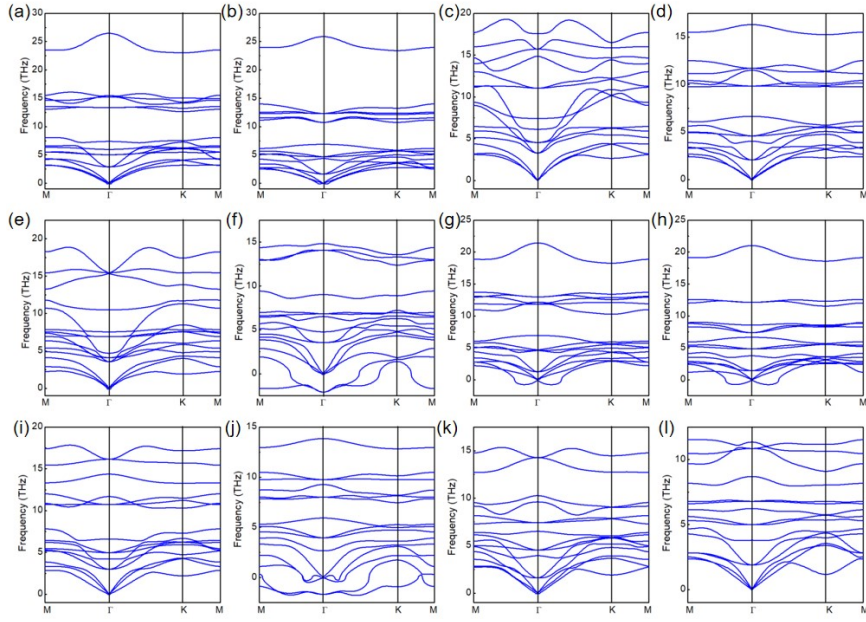 (a) (b) (c) (d)
Frequency (THz) 30 25 20 15 10 5 0 M Γ K M
Frequency (THz) 30 25 20 15 10 5 0 M Γ K M
Frequency (THz) 20 15 10 5 0 M Γ K M
Frequency (THz) 15 10 5 0 M Γ K M
(e) (f) (g) (h)
Frequency (THz) 20 15 10 5 0 M Γ K M
Frequency (THz) 15 10 5 0 M Γ K M
Frequency (THz) 25 20 15 10 5 0 M Γ K M
Frequency (THz) 25 20 15 10 5 0 M Γ K M
(i) (j) (k) (l)
Frequency (THz) 20 15 10 5 0 M Γ K M
Frequency (THz) 15 10 5 0 M Γ K M
Frequency (THz) 15 10 5 0 M Γ K M
Frequency (THz) 10 5 0 M Γ K M